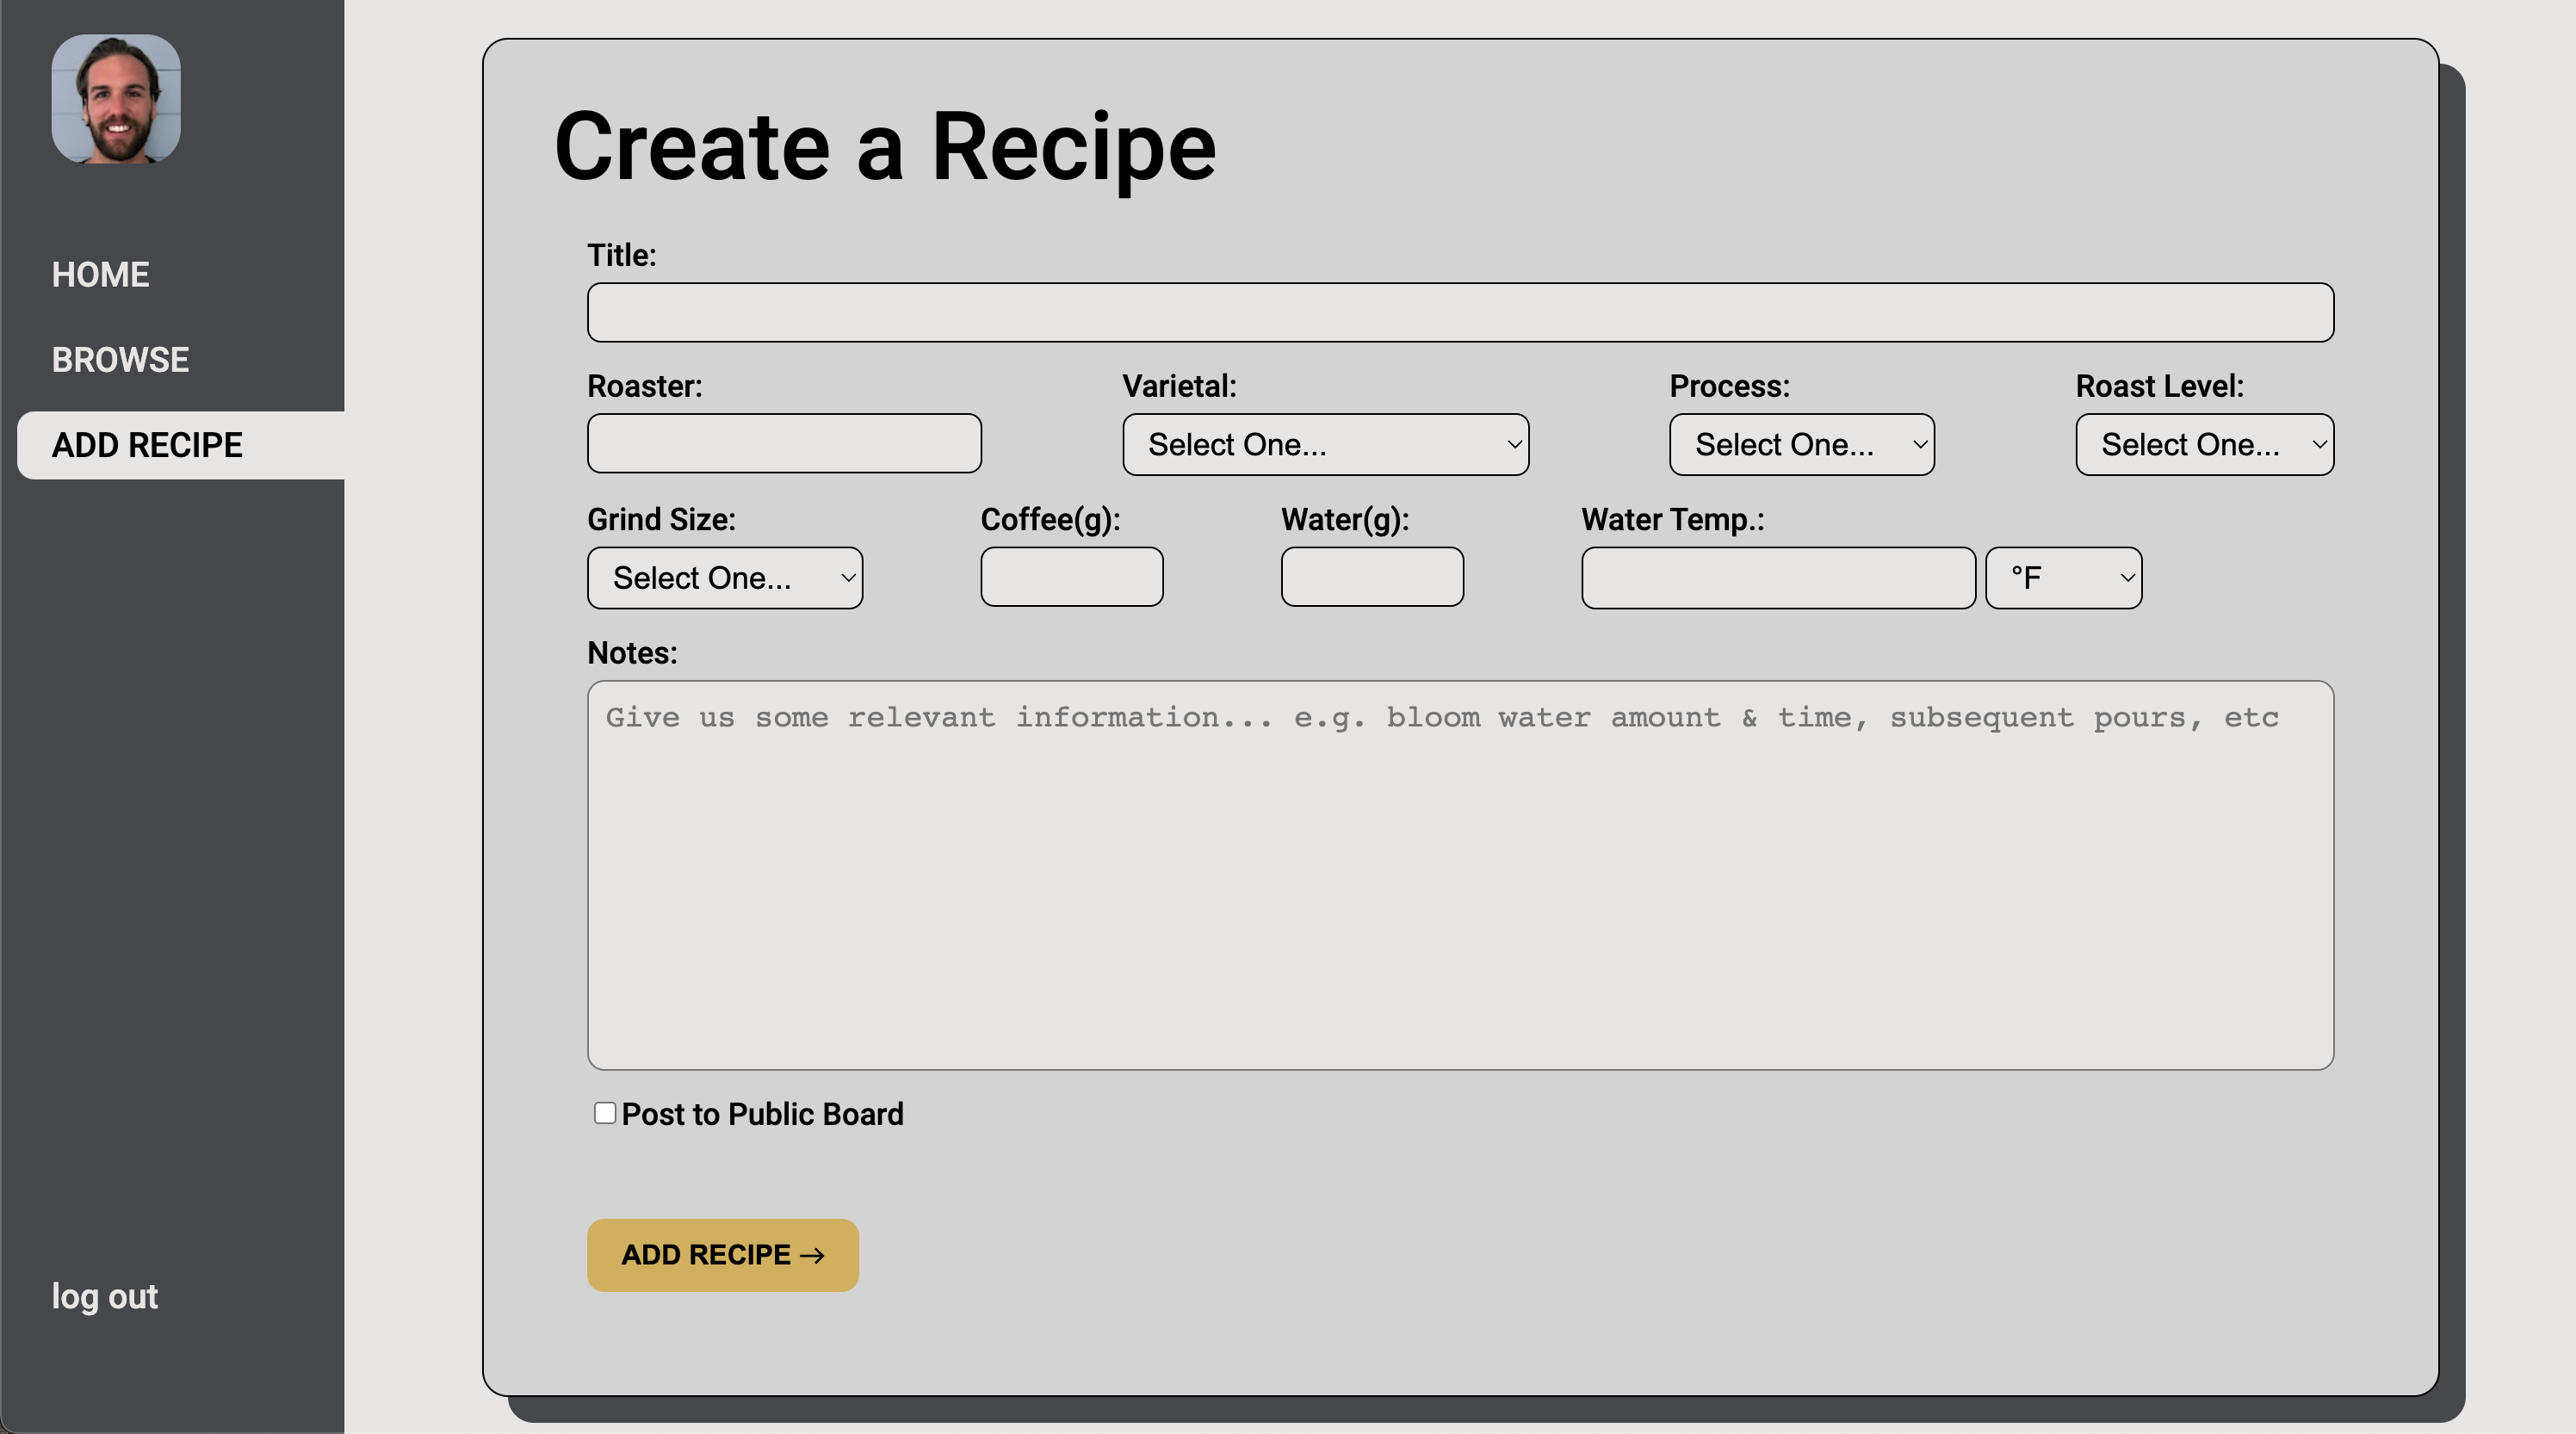 HOME
BROWSE
ADD RECIPE
log out
Create a Recipe
Title:
Roaster: Varietal: Process: Roast Level:
Select One... Select One... Select One...
Grind Size: Coffee(g): Water(g): Water Temp.:
Select One... °F
Notes:
Give us some relevant information... e.g. bloom water amount & time, subsequent pours, etc
Post to Public Board
ADD RECIPE →